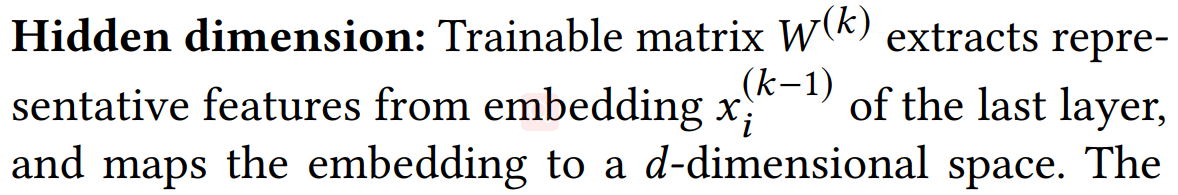 Hidden dimension: Trainable matrix W^(k) extracts repre-
sentative features from embedding x_i^(k−1) of the last layer,
and maps the embedding to a d-dimensional space. The